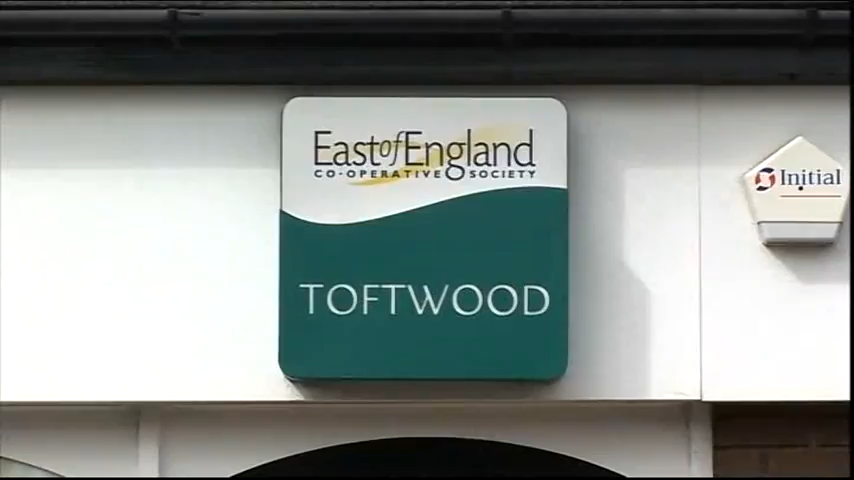 East of England
CO-OPERATIVE SOCIETY
TOFTWOOD
Initial